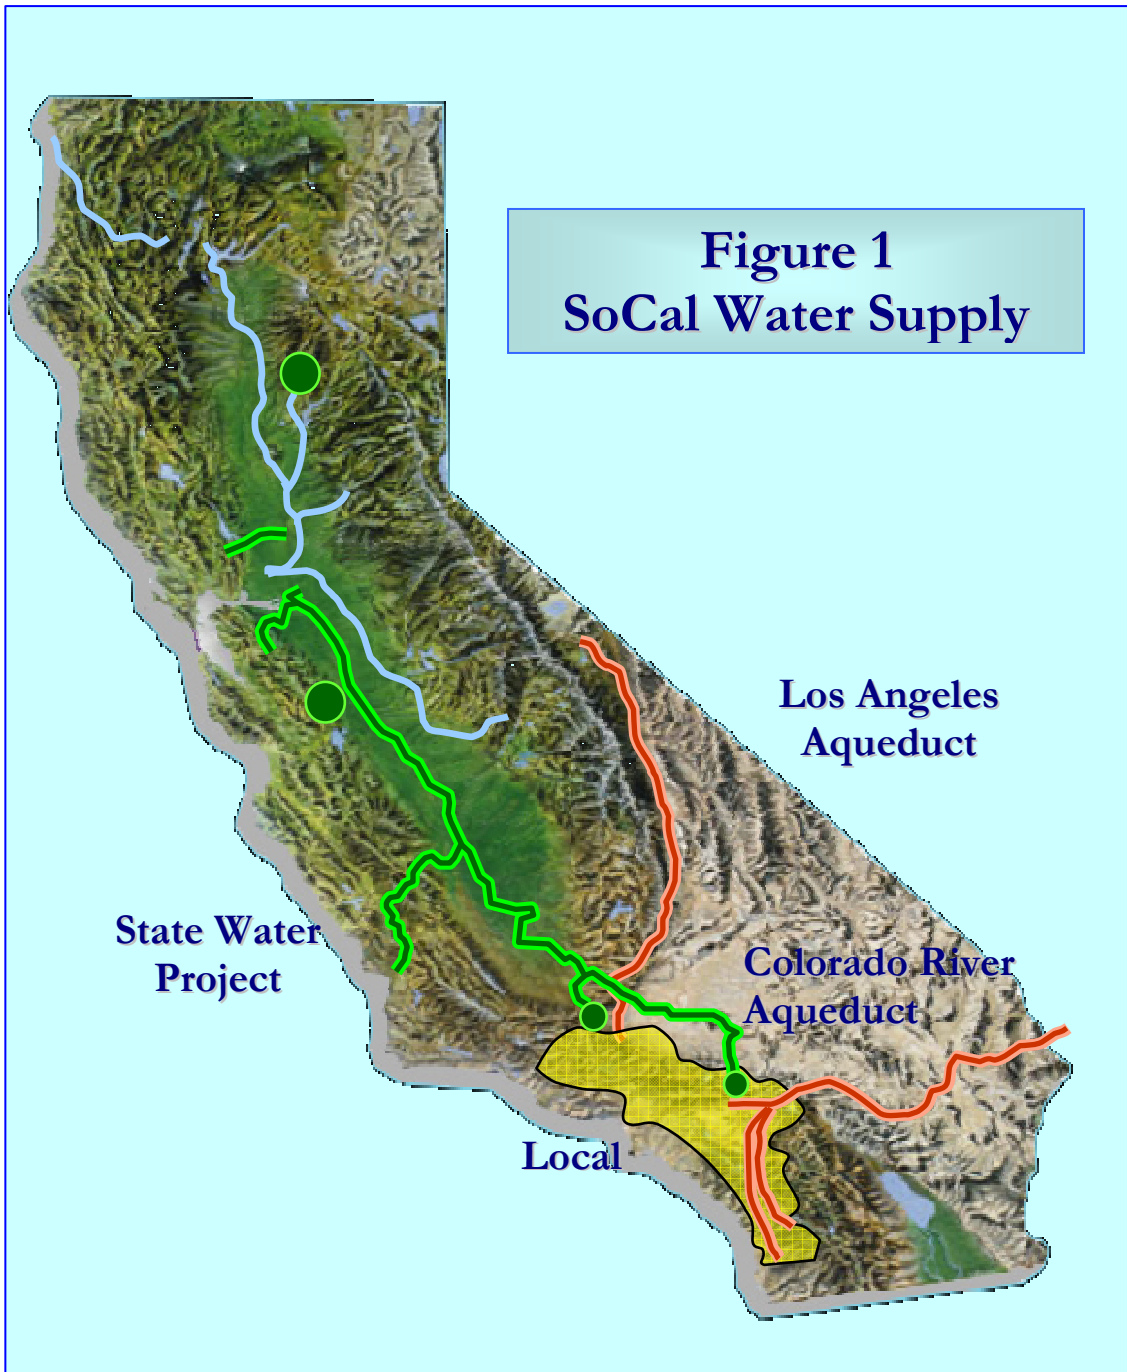 Figure 1
SoCal Water Supply
Los Angeles
Aqueduct
State Water
Project
Colorado River
Aqueduct
Local